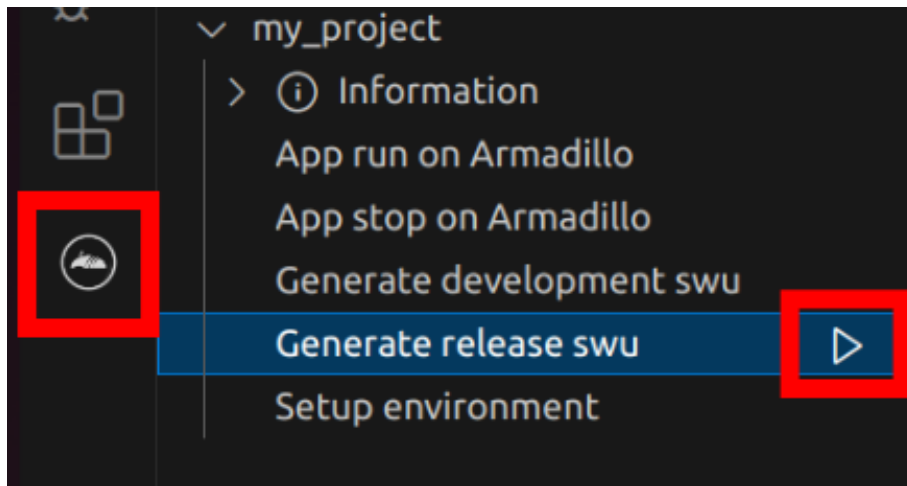 my_project
Information
App run on Armadillo
App stop on Armadillo
Generate development swu
Generate release swu
Setup environment